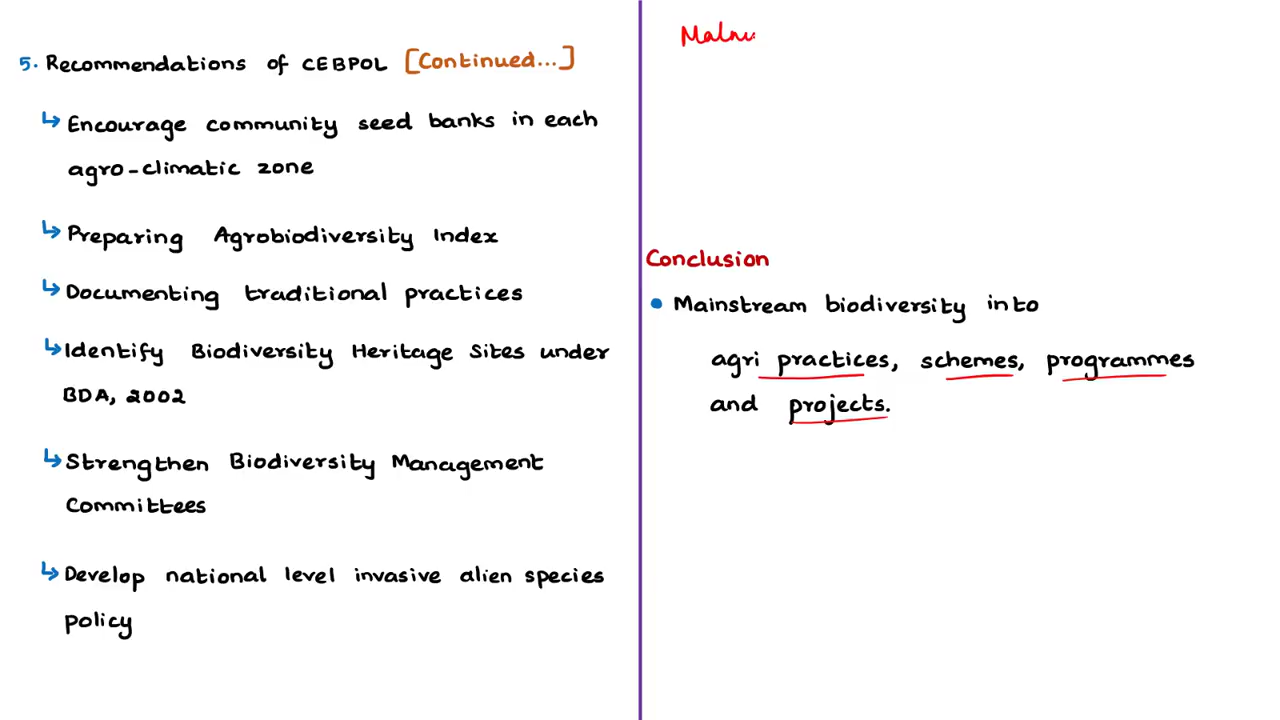 5. Recommendations of CEBPOL [Continued...]
↳ Encourage community seed banks in each
agro-climatic zone
↳ Preparing Agrobiodiversity Index
↳ Documenting traditional practices
↳ Identify Biodiversity Heritage Sites under
BDA, 2002
↳ Strengthen Biodiversity Management
Committees
↳ Develop national level invasive alien species
policy
Conclusion
• Mainstream biodiversity into
agri practices, schemes, programmes
and projects.